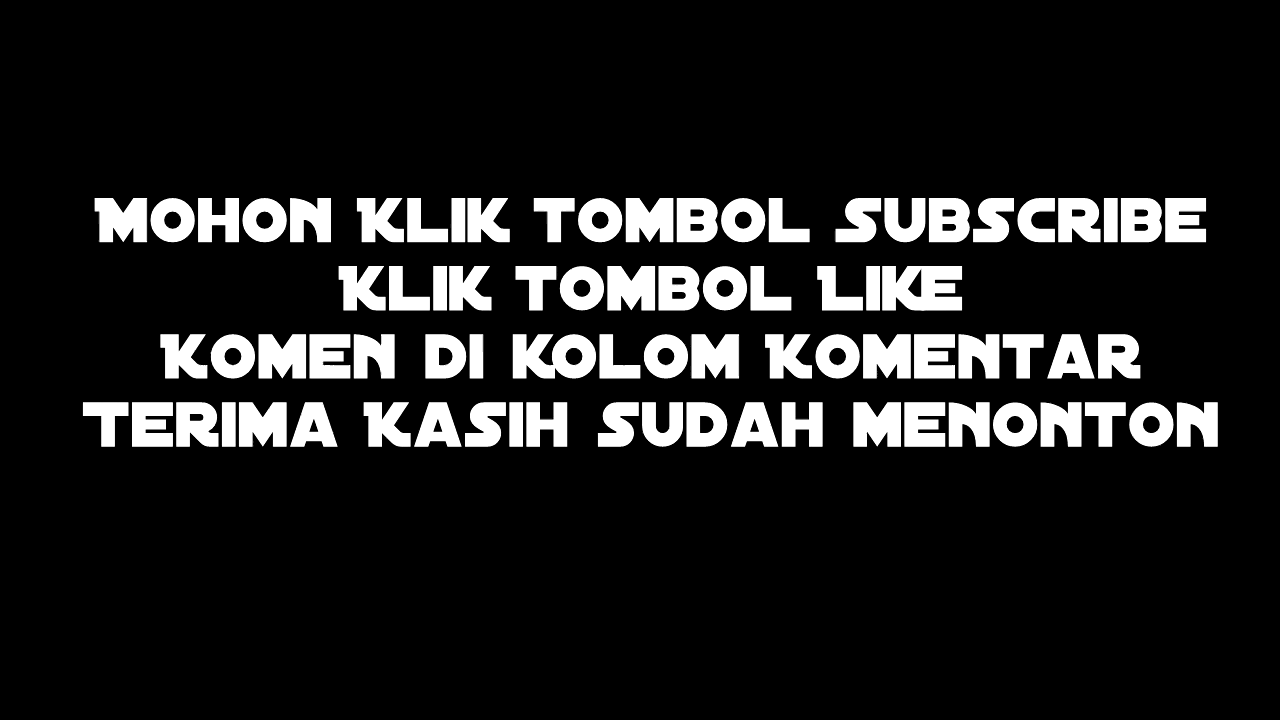 MOHON KLIK TOMBOL SUBSCRIBE
KLIK TOMBOL LIKE
KOMEN DI KOLOM KOMENTAR
TERIMA KASIH SUDAH MENONTON